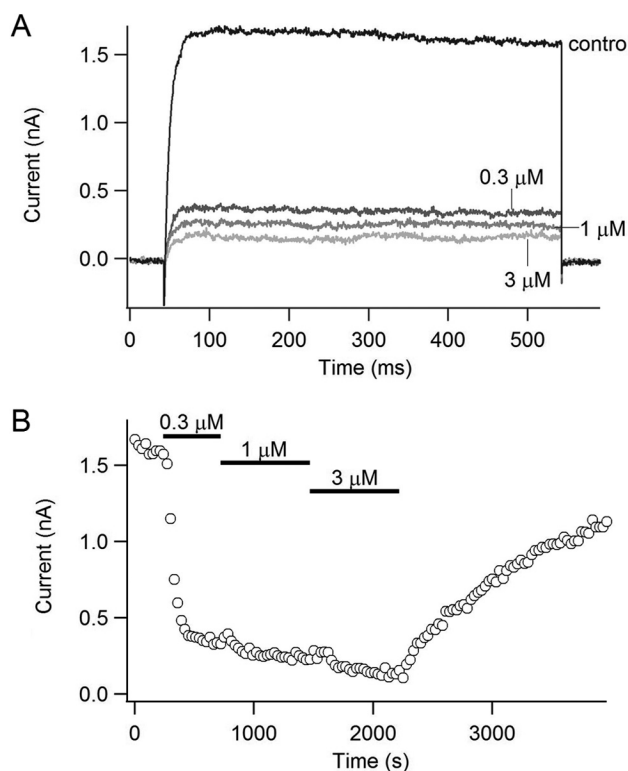 A
Current (nA)
1.5
1.0
0.5
0.0
contro
0.3 μM
1 μM
3 μM
0
100
200
300
400
500
Time (ms)
B
Current (nA)
1.5
1.0
0.5
0.0
0.3 μM
1 μM
3 μM
0
1000
2000
3000
Time (s)